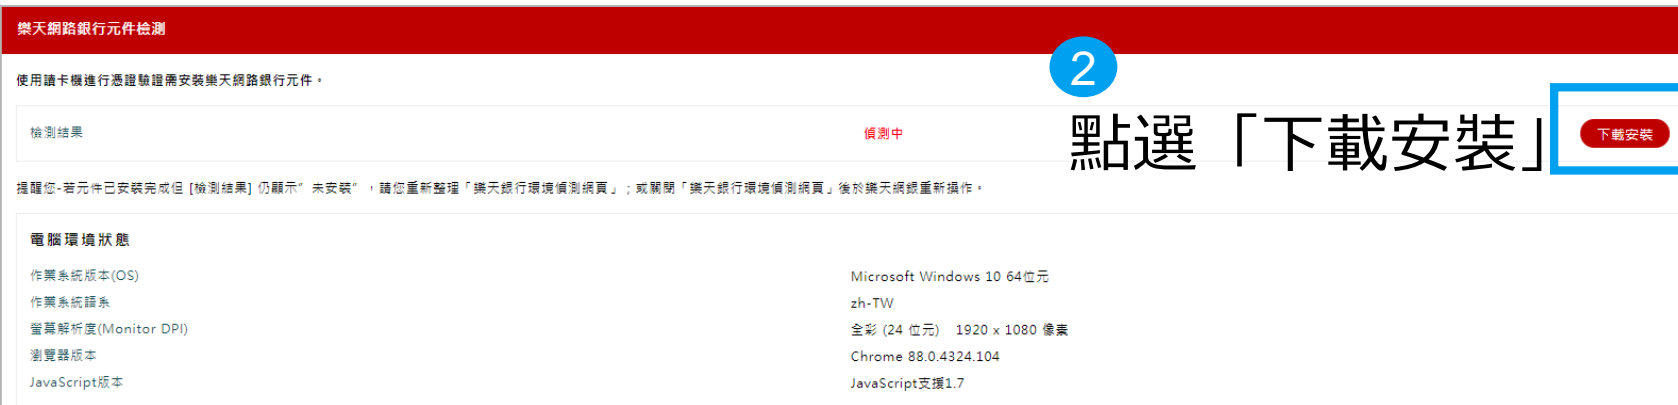 樂天網路銀行元件檢測
2
使用讀卡機進行憑證驗證需安裝樂天網路銀行元件。
點選「下載安裝」
檢測結果 偵測中 下載安裝
提醒您-若元件已安裝完成但 [檢測結果] 仍顯示”未安裝”，請您重新整理「樂天銀行環境偵測網頁」；或關閉「樂天銀行環境偵測網頁」後於樂天網銀重新操作。
電腦環境狀態
作業系統版本(OS) Microsoft Windows 10 64位元
作業系統語系 zh-TW
螢幕解析度(Monitor DPI) 全彩 (24 位元) 1920 x 1080 像素
瀏覽器版本 Chrome 88.0.4324.104
JavaScript版本 JavaScript支援1.7